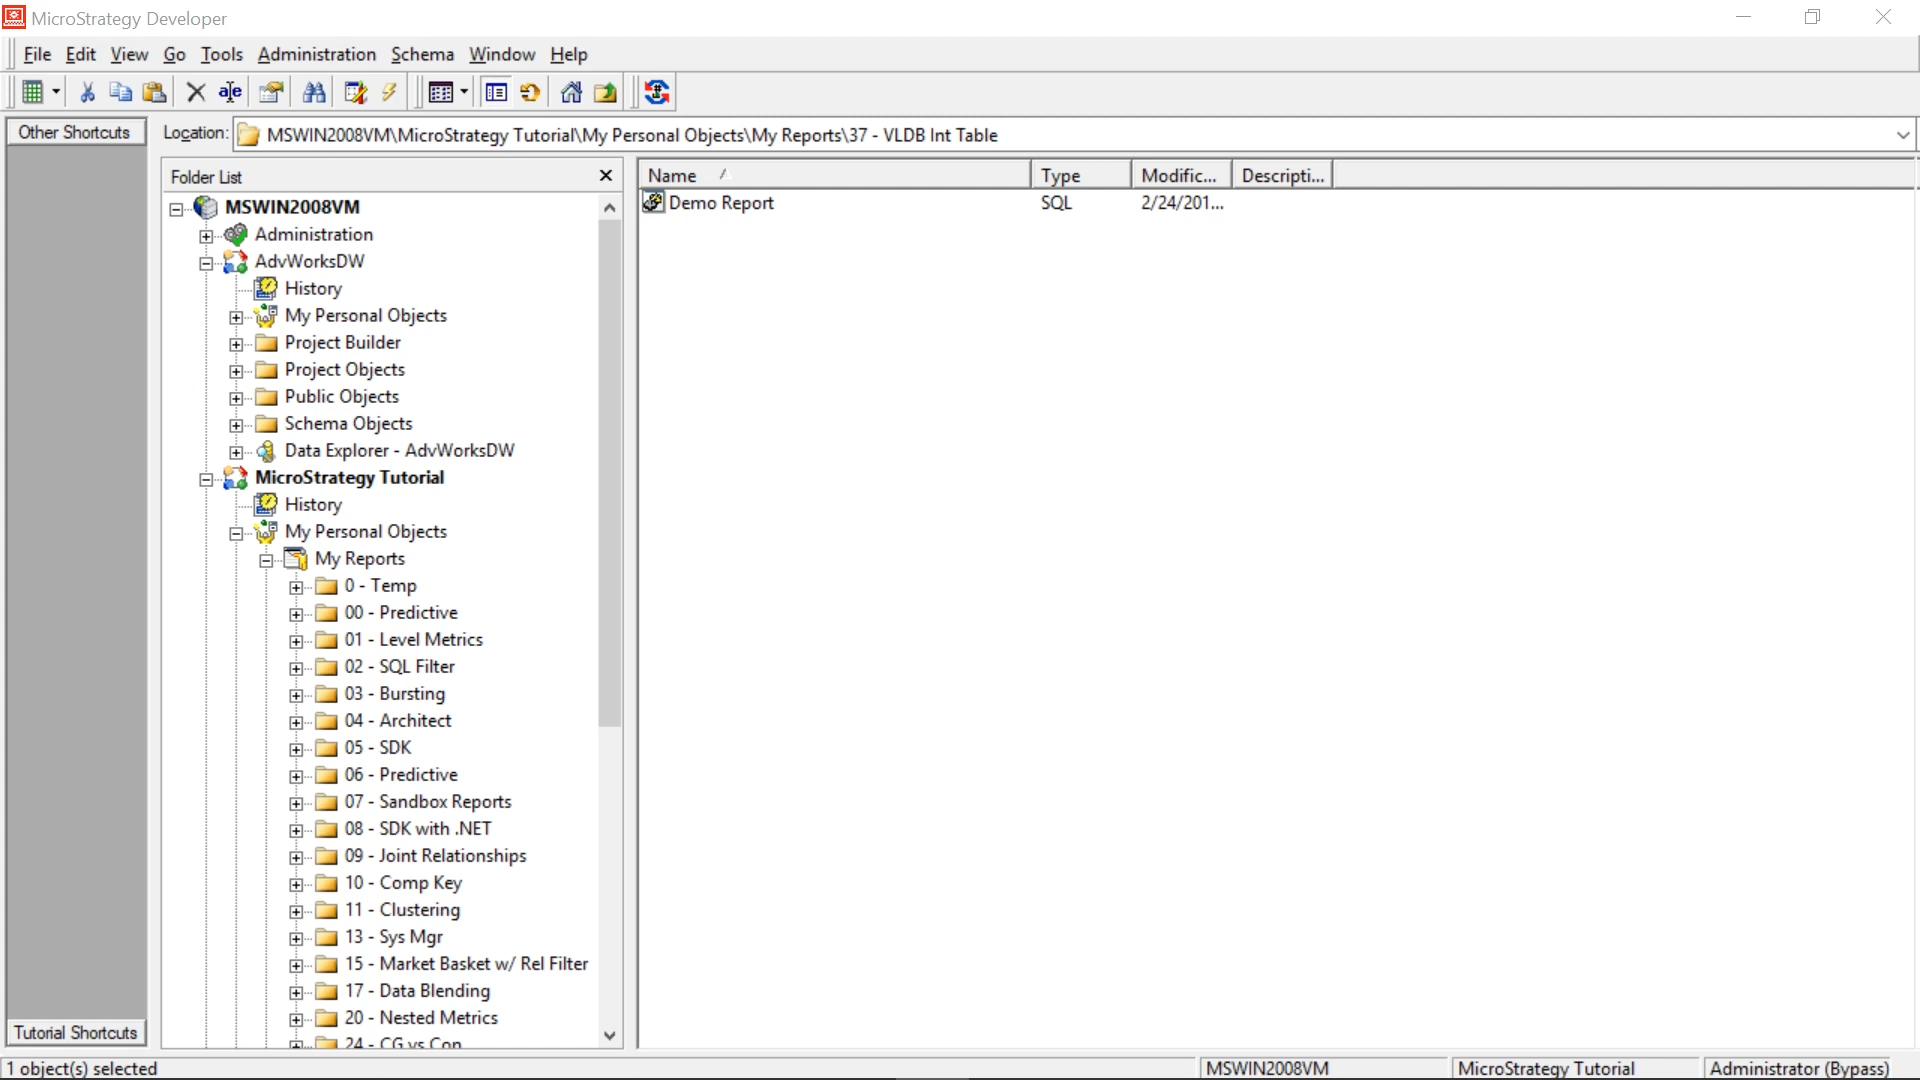 MicroStrategy Developer
File Edit View Go Tools Administration Schema Window Help
Other Shortcuts
Location: MSWIN2008VM\MicroStrategy Tutorial\My Personal Objects\My Reports\37 - VLDB Int Table
Folder List
Name Type Modific... Descripti...
Demo Report SQL 2/24/201...
MSWIN2008VM
Administration
AdvWorksDW
History
My Personal Objects
Project Builder
Project Objects
Public Objects
Schema Objects
Data Explorer - AdvWorksDW
MicroStrategy Tutorial
History
My Personal Objects
My Reports
0 - Temp
00 - Predictive
01 - Level Metrics
02 - SQL Filter
03 - Bursting
04 - Architect
05 - SDK
06 - Predictive
07 - Sandbox Reports
08 - SDK with .NET
09 - Joint Relationships
10 - Comp Key
11 - Clustering
13 - Sys Mgr
15 - Market Basket w/ Rel Filter
17 - Data Blending
20 - Nested Metrics
24 - CG vs Con
Tutorial Shortcuts
1 object(s) selected MSWIN2008VM MicroStrategy Tutorial Administrator (Bypass)